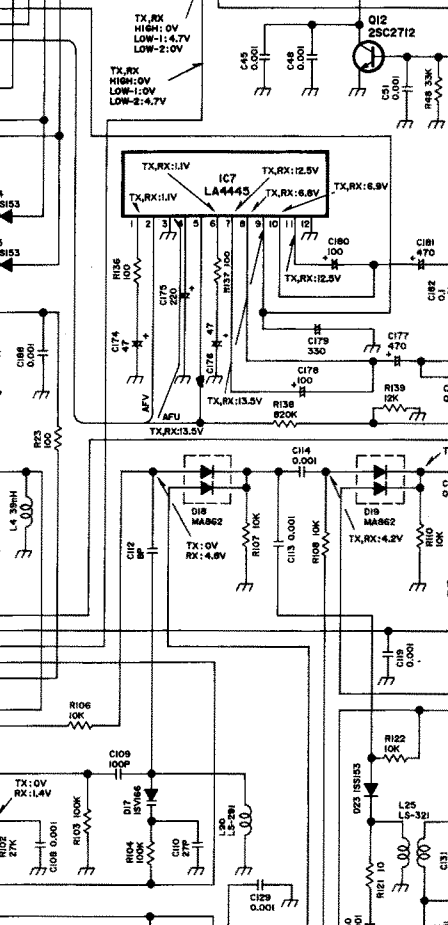 TX,RX
HIGH: 0V
LOW-1: 4.7V
LOW-2: 0V
Q12
2SC2712
TX,RX
HIGH: 0V
LOW-1: 0V
LOW-2: 4.7V
C45
0.001
C48
0.001
C51
0.001
R48 33K
TX,RX:1.1V
IC7
LA4445
TX,RX:12.5V
TX,RX:1.1V
TX,RX:6.8V
TX,RX:6.9V
1 2 3 4 5 6 7 8 9 10 11 12
SS153
SS153
R136
100
C175
220
R137 100
C180
100
C181
470
TX,RX:12.5V
C182
C188
0.001
C174
47
C176
47
C179
330
C177
470
C178
100
R139
12K
TX,RX:13.5V
AFV
AFU
R138
820K
TX,RX:13.5V
R23
100
C114
0.001
L4 39nH
D18
MA862
D19
MA862
C112
8P
TX:0V
RX:4.8V
R107 10K
C113 0.001
R108 10K
TX,RX:4.2V
R110
10K
C119
0.001
R106
10K
R122
10K
C109
100P
TX:0V
RX:1.4V
D17
1SV166
D23 1SS153
L25
LS-321
R102
27K
C108 0.001
R103 100K
R104
100K
C110
27P
L20
LS-291
R121 10
C131
C129
0.001